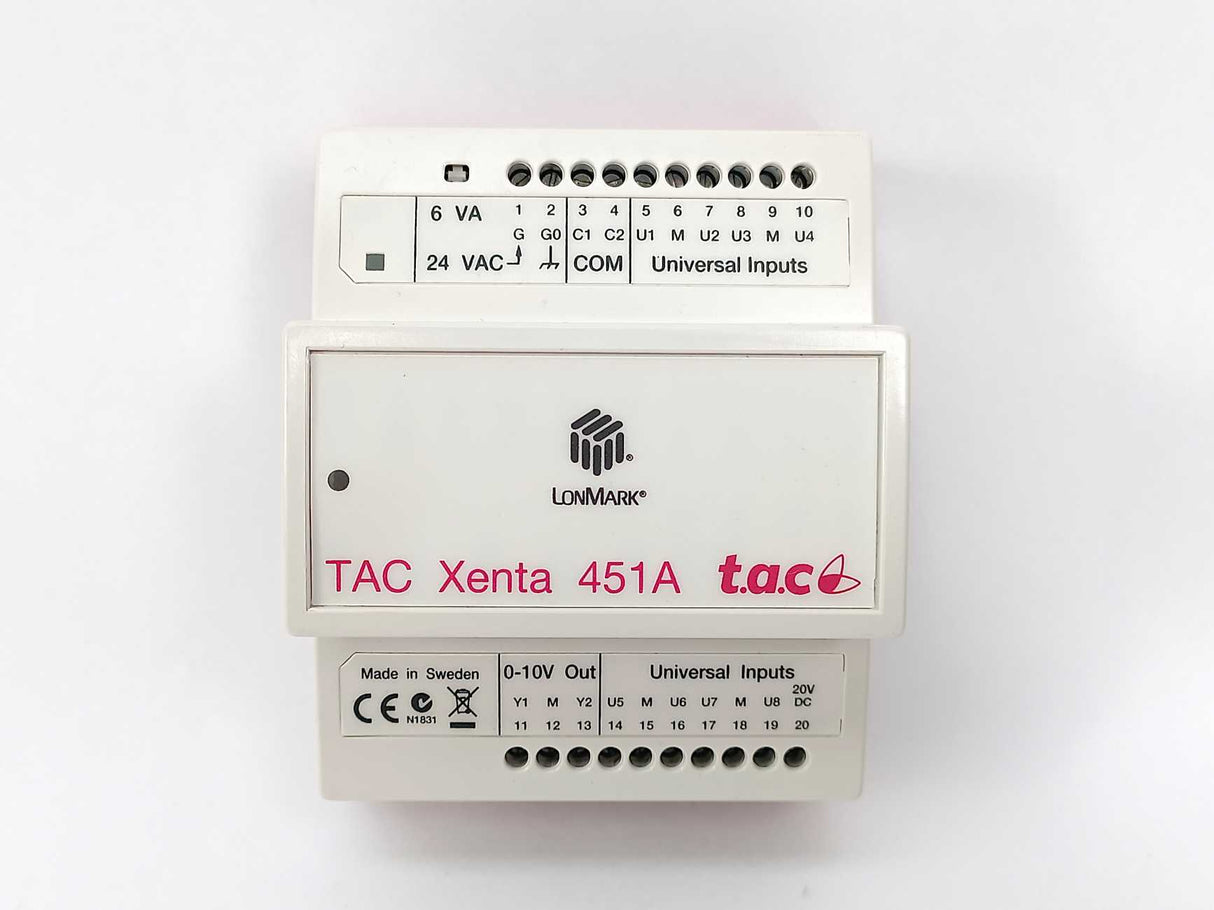 6 VA 1 2 3 4 5 6 7 8 9 10
G G0 C1 C2 U1 M U2 U3 M U4
24 VAC COM Universal Inputs
LONMARK®
TAC Xenta 451A t.a.c
Made in Sweden 0-10V Out Universal Inputs
20V
Y1 M Y2 U5 M U6 U7 M U8 DC
CE N1831 11 12 13 14 15 16 17 18 19 20